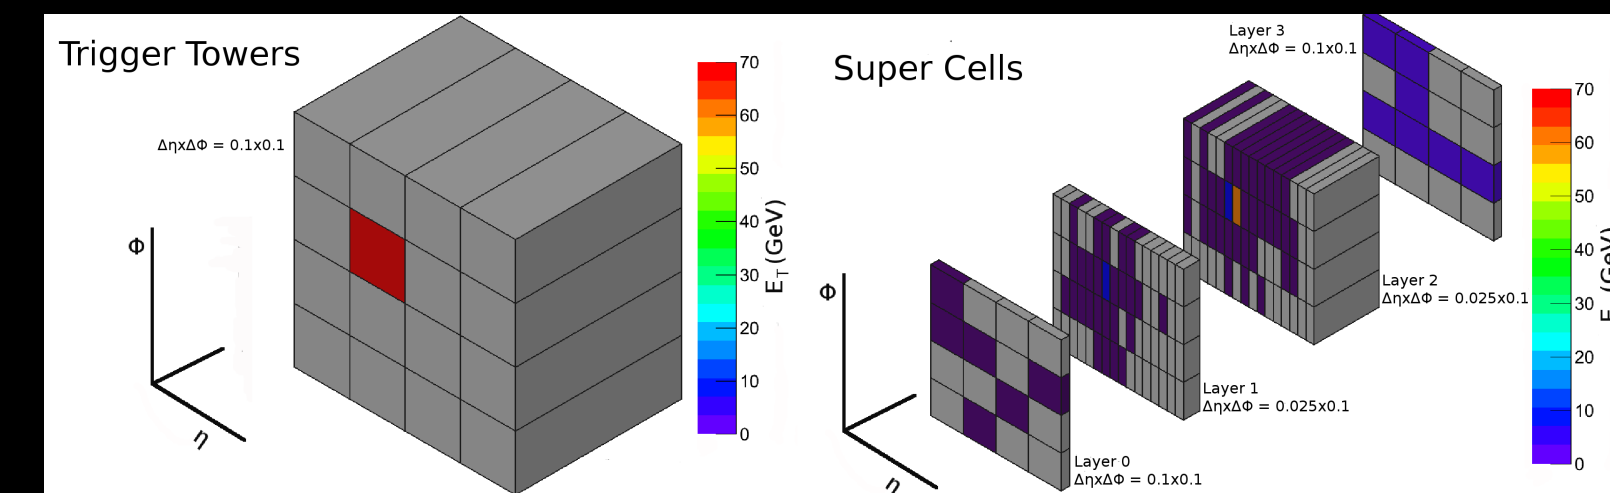 Trigger Towers
ΔηxΔΦ = 0.1x0.1
Φ
η
70
60
50
40
30
20
10
0
E_T (GeV)
Super Cells
Φ
η
Layer 0
ΔηxΔΦ = 0.1x0.1
Layer 1
ΔηxΔΦ = 0.025x0.1
Layer 2
ΔηxΔΦ = 0.025x0.1
Layer 3
ΔηxΔΦ = 0.1x0.1
70
60
50
40
30
20
10
0
(GeV)